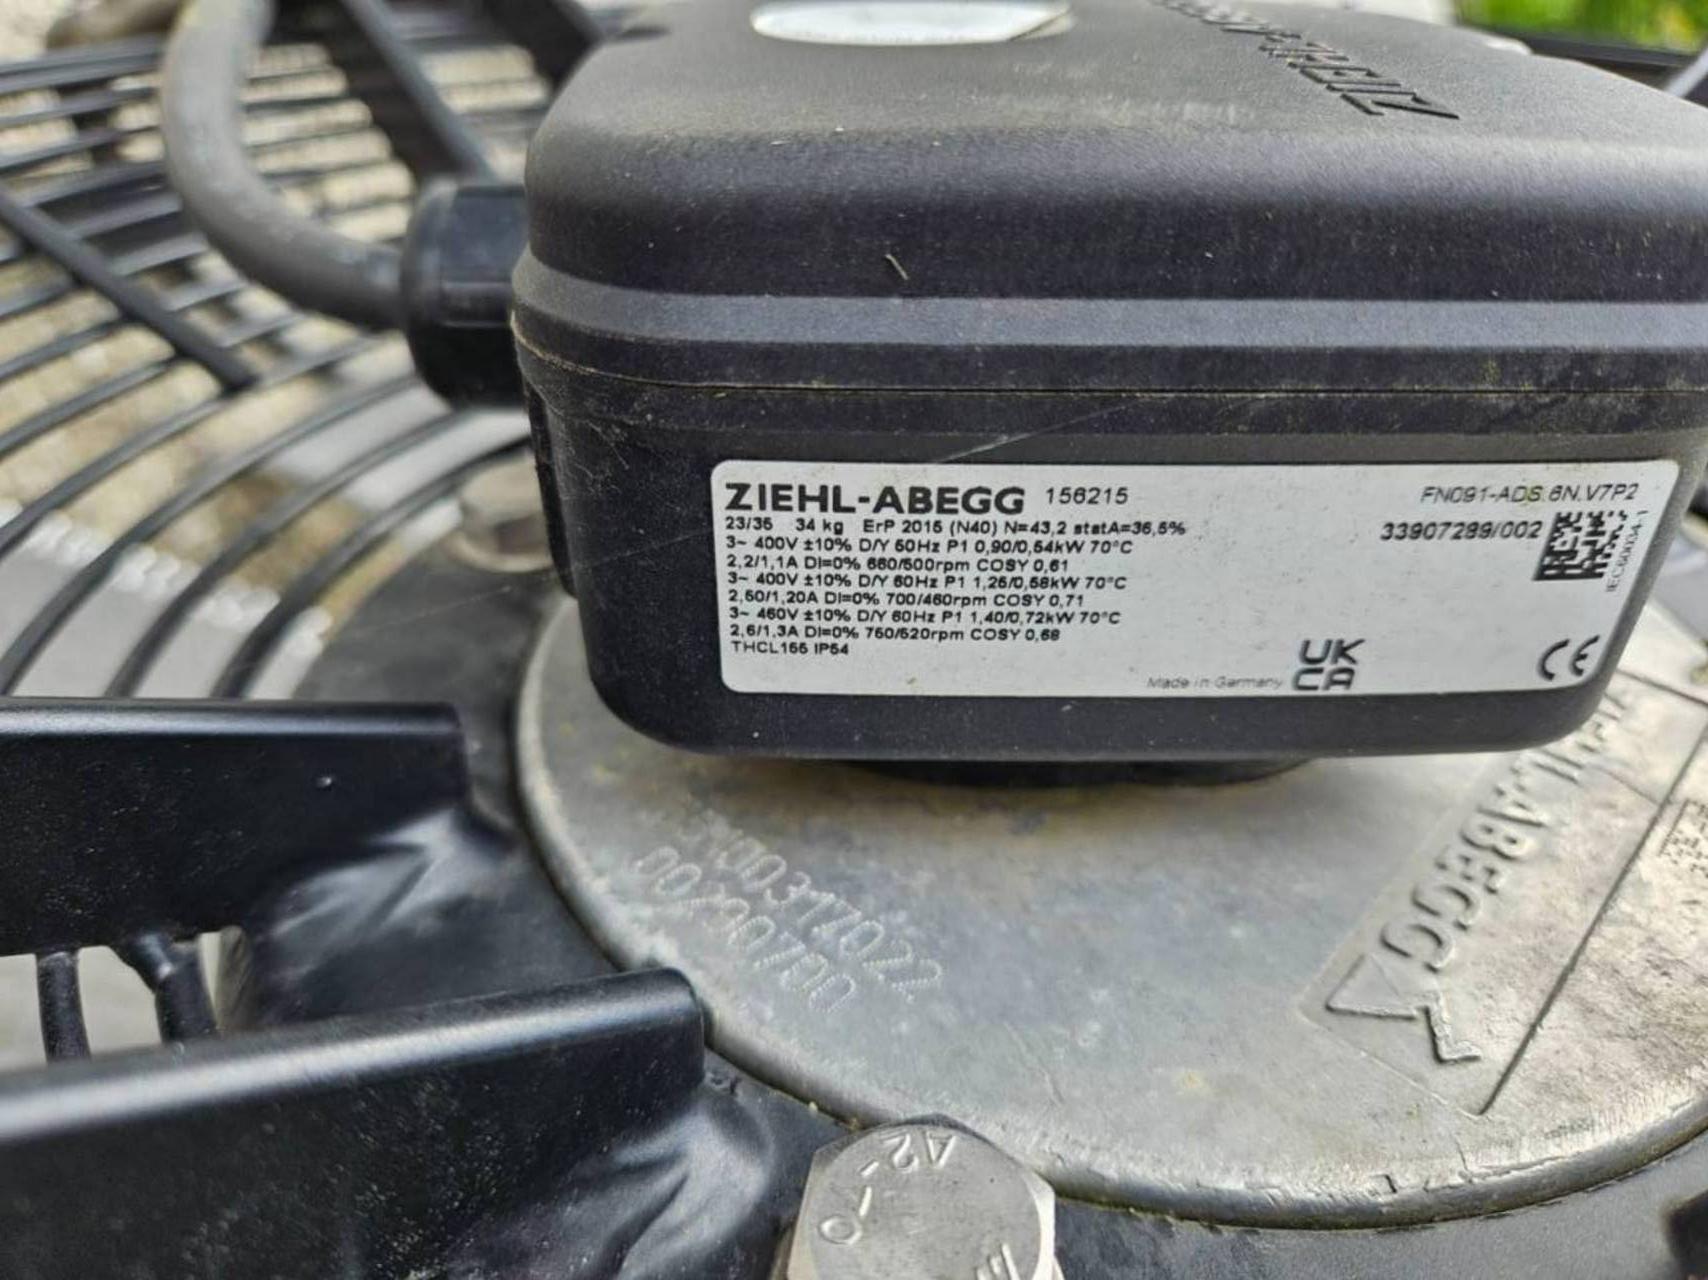 ZIEHL-ABEGG
ZIEHL-ABEGG 156215 FN091-ADS.6N.V7P2
23/35 34 kg ErP 2015 (N40) N=43,2 statA=36,5% 33907289/002
3~ 400V ±10% D/Y 50Hz P1 0,90/0,54kW 70°C
2,2/1,1A DI=0% 660/500rpm COSY 0,61
3~ 400V ±10% D/Y 60Hz P1 1,25/0,58kW 70°C
2,50/1,20A DI=0% 700/460rpm COSY 0,71
3~ 460V ±10% D/Y 60Hz P1 1,40/0,72kW 70°C
2,6/1,3A DI=0% 750/520rpm COSY 0,68
THCL155 IP54
IEC60034-1
Made in Germany UK CA CE
00200700
ZIEHL-ABEGG
A2-70